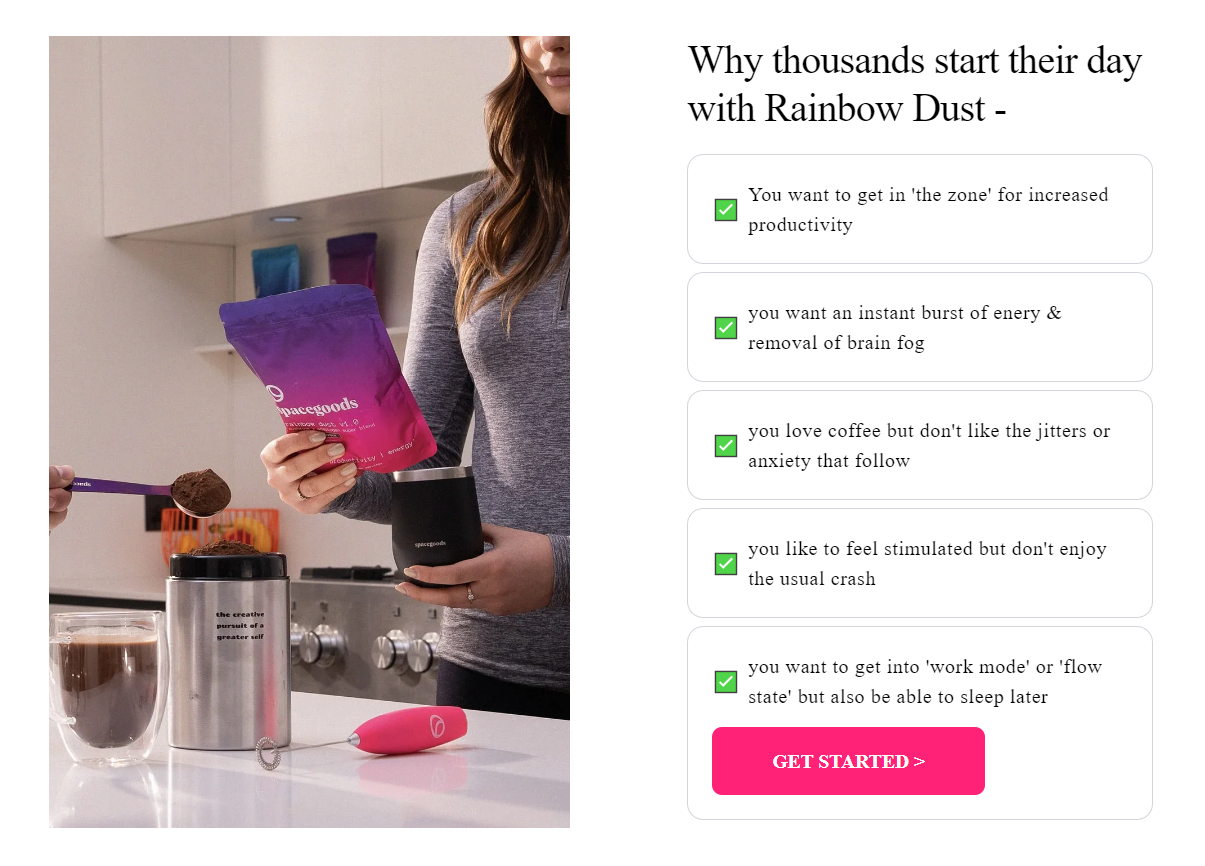 Why thousands start their day
with Rainbow Dust -
You want to get in 'the zone' for increased
productivity
you want an instant burst of enery &
removal of brain fog
you love coffee but don't like the jitters or
anxiety that follow
you like to feel stimulated but don't enjoy
the usual crash
you want to get into 'work mode' or 'flow
state' but also be able to sleep later
GET STARTED >
spacegoods
rainbow dust v1.0
productivity | energy
spacegoods
the creative
pursuit of a
greater self